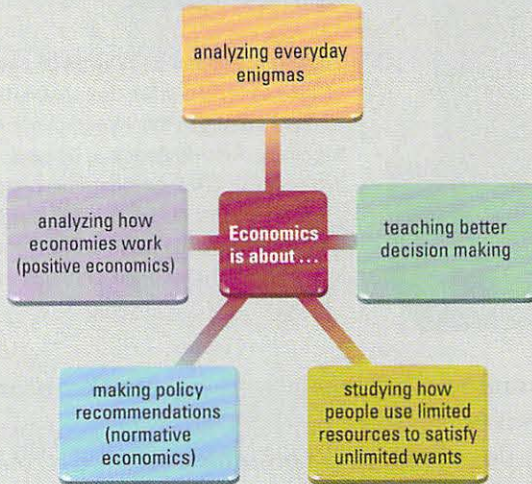 analyzing everyday
enigmas
analyzing how
economies work
(positive economics)
Economics
is about ...
teaching better
decision making
making policy
recommendations
(normative
economics)
studying how
people use limited
resources to satisfy
unlimited wants